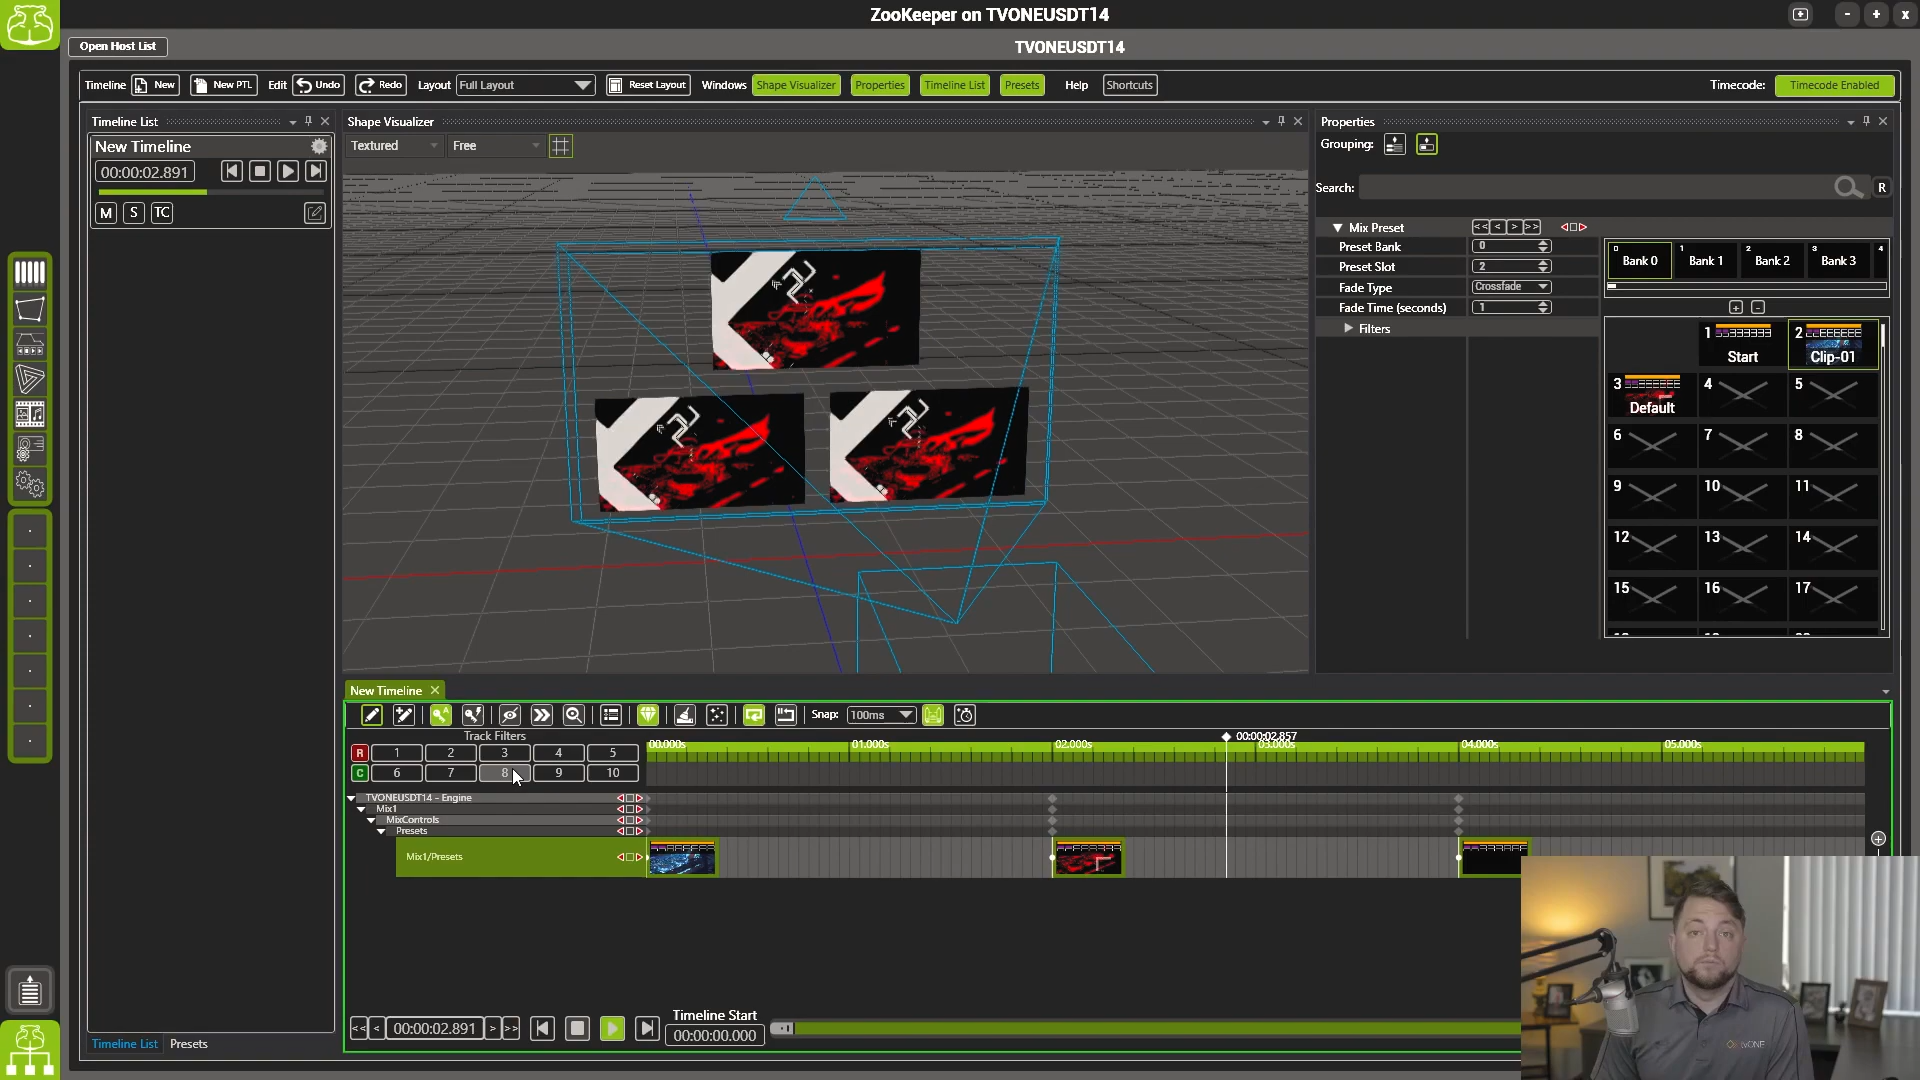 ZooKeeper on TVONEUSDT14
Open Host List
TVONEUSDT14
Timeline New New PTL Edit Undo Redo Layout Full Layout Reset Layout Windows Shape Visualizer Properties Timeline List Presets Help Shortcuts Timecode: Timecode Enabled
Timeline List
New Timeline
00:00:02.891
M S TC
Shape Visualizer
Textured Free
Properties
Grouping:
Search: R
Mix Preset << < > >>
Preset Bank 0
Preset Slot 2
Fade Type Crossfade
Fade Time (seconds) 1
Filters
0 1 2 3 4
Bank 0 Bank 1 Bank 2 Bank 3
1 2
Start Clip-01
3 4 5
Default
6 7 8
9 10 11
12 13 14
15 16 17
New Timeline
Snap: 100ms
Track Filters
R 1 2 3 4 5
C 6 7 8 9 10
00:00:02.857
00.000s 01.000s 02.000s 03.000s 04.000s 05.000s
TVONEUSDT14 - Engine
Mix1
MixControls
Presets
Mix1/Presets
<< < 00:00:02.891 > >>
Timeline Start
00:00:00.000
Timeline List Presets
tvONE